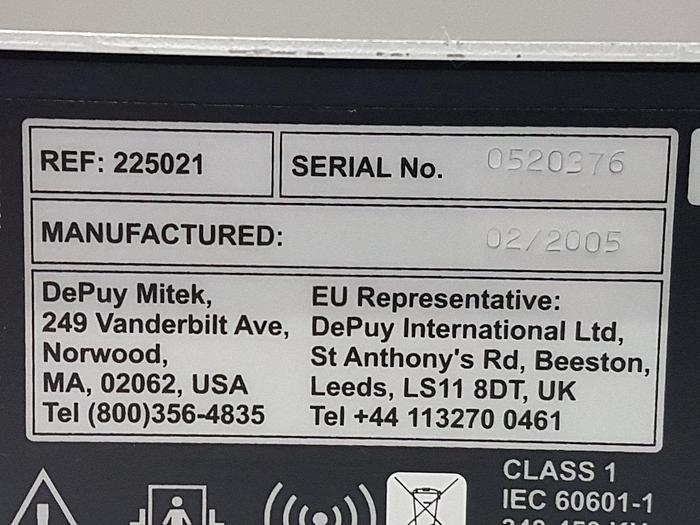 REF: 225021
SERIAL No. 0520376
MANUFACTURED: 02/2005
DePuy Mitek,
249 Vanderbilt Ave,
Norwood,
MA, 02062, USA
Tel (800)356-4835
EU Representative:
DePuy International Ltd,
St Anthony's Rd, Beeston,
Leeds, LS11 8DT, UK
Tel +44 113270 0461
CLASS 1
IEC 60601-1